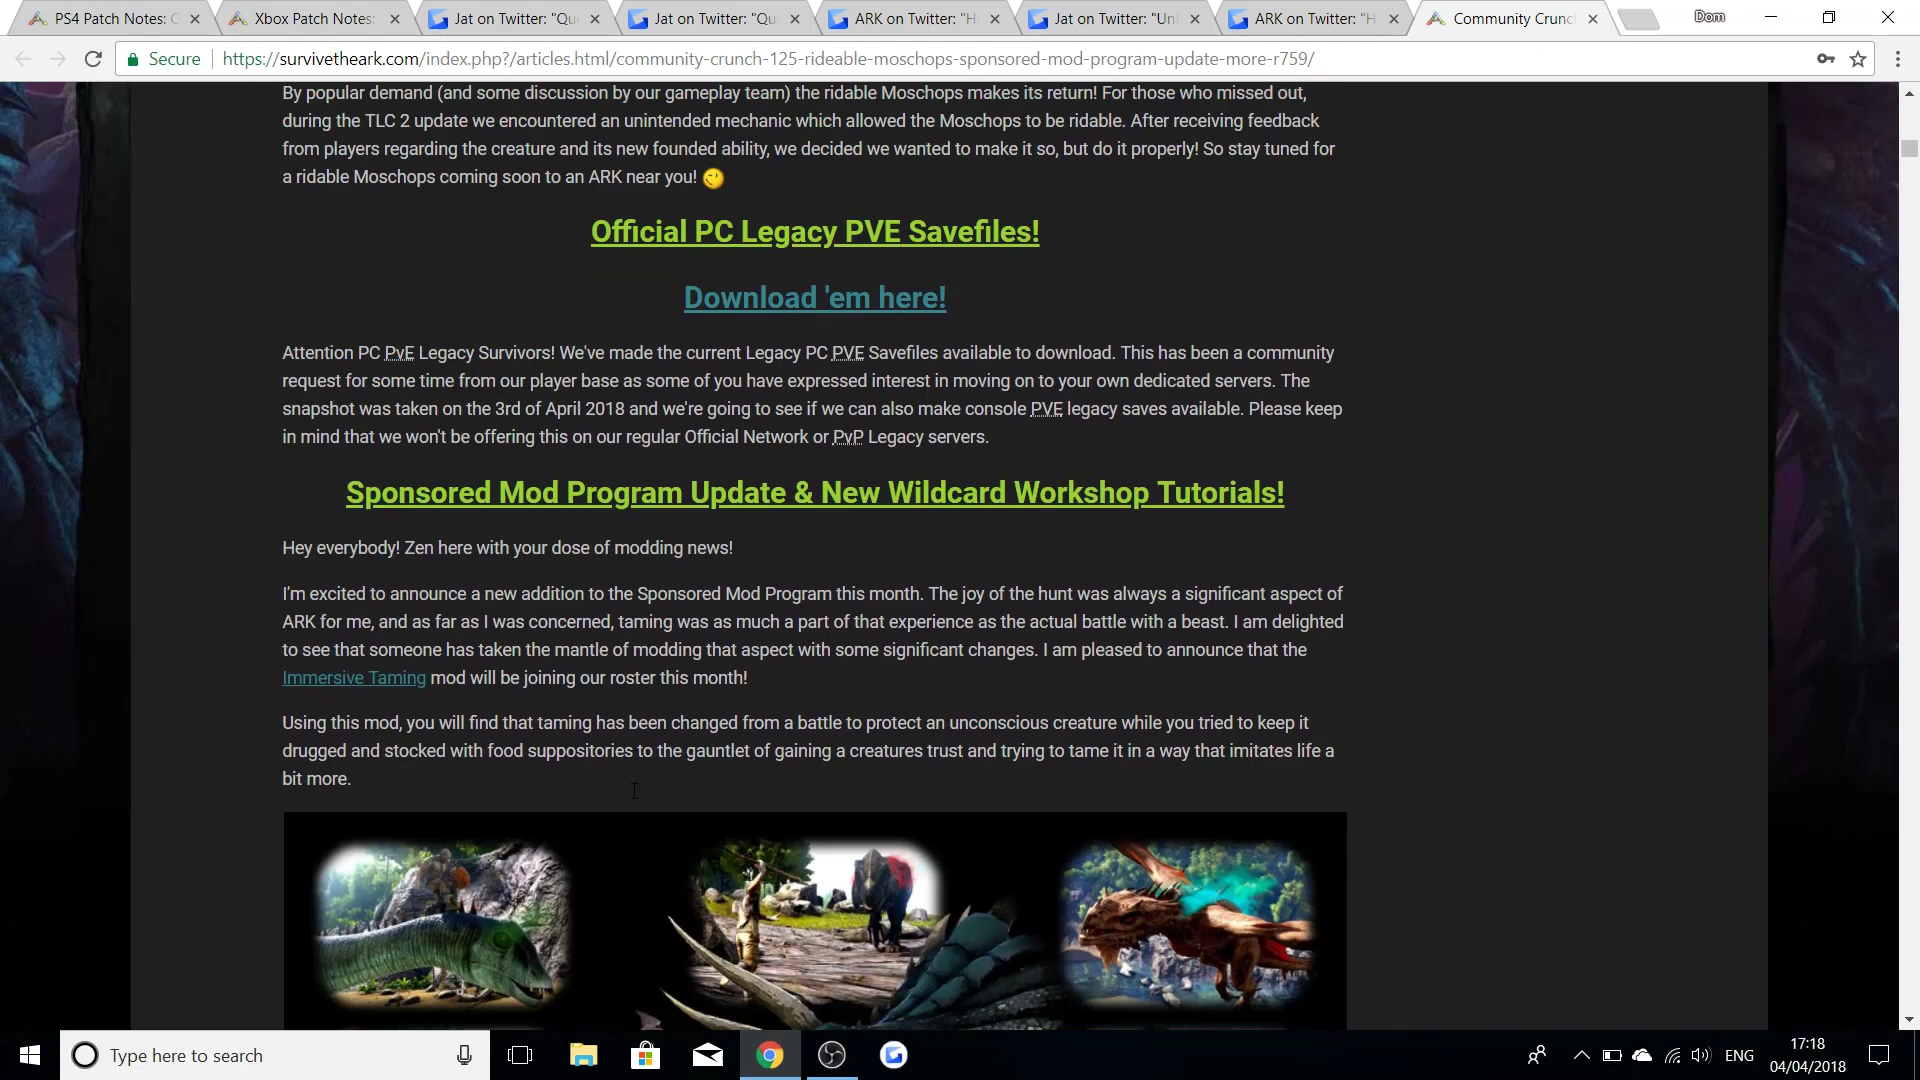 PS4 Patch Notes: C
Xbox Patch Notes:
Jat on Twitter: "Qu
Jat on Twitter: "Qu
ARK on Twitter: "H
Jat on Twitter: "Un
ARK on Twitter: "H
Community Crunc
Dom
Secure
https://survivetheark.com/index.php?/articles.html/community-crunch-125-rideable-moschops-sponsored-mod-program-update-more-r759/
By popular demand (and some discussion by our gameplay team) the ridable Moschops makes its return! For those who missed out,
during the TLC 2 update we encountered an unintended mechanic which allowed the Moschops to be ridable. After receiving feedback
from players regarding the creature and its new founded ability, we decided we wanted to make it so, but do it properly! So stay tuned for
a ridable Moschops coming soon to an ARK near you!
Official PC Legacy PVE Savefiles!
Download 'em here!
Attention PC PvE Legacy Survivors! We've made the current Legacy PC PVE Savefiles available to download. This has been a community
request for some time from our player base as some of you have expressed interest in moving on to your own dedicated servers. The
snapshot was taken on the 3rd of April 2018 and we're going to see if we can also make console PVE legacy saves available. Please keep
in mind that we won't be offering this on our regular Official Network or PvP Legacy servers.
Sponsored Mod Program Update & New Wildcard Workshop Tutorials!
Hey everybody! Zen here with your dose of modding news!
I'm excited to announce a new addition to the Sponsored Mod Program this month. The joy of the hunt was always a significant aspect of
ARK for me, and as far as I was concerned, taming was as much a part of that experience as the actual battle with a beast. I am delighted
to see that someone has taken the mantle of modding that aspect with some significant changes. I am pleased to announce that the
Immersive Taming mod will be joining our roster this month!
Using this mod, you will find that taming has been changed from a battle to protect an unconscious creature while you tried to keep it
drugged and stocked with food suppositories to the gauntlet of gaining a creatures trust and trying to tame it in a way that imitates life a
bit more.
Type here to search
ENG
17:18
04/04/2018